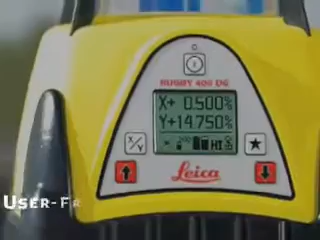 RUGBY 400 DG
X+ 0.500%
Y+14.750%
HI
X/Y
Leica
USER-FR